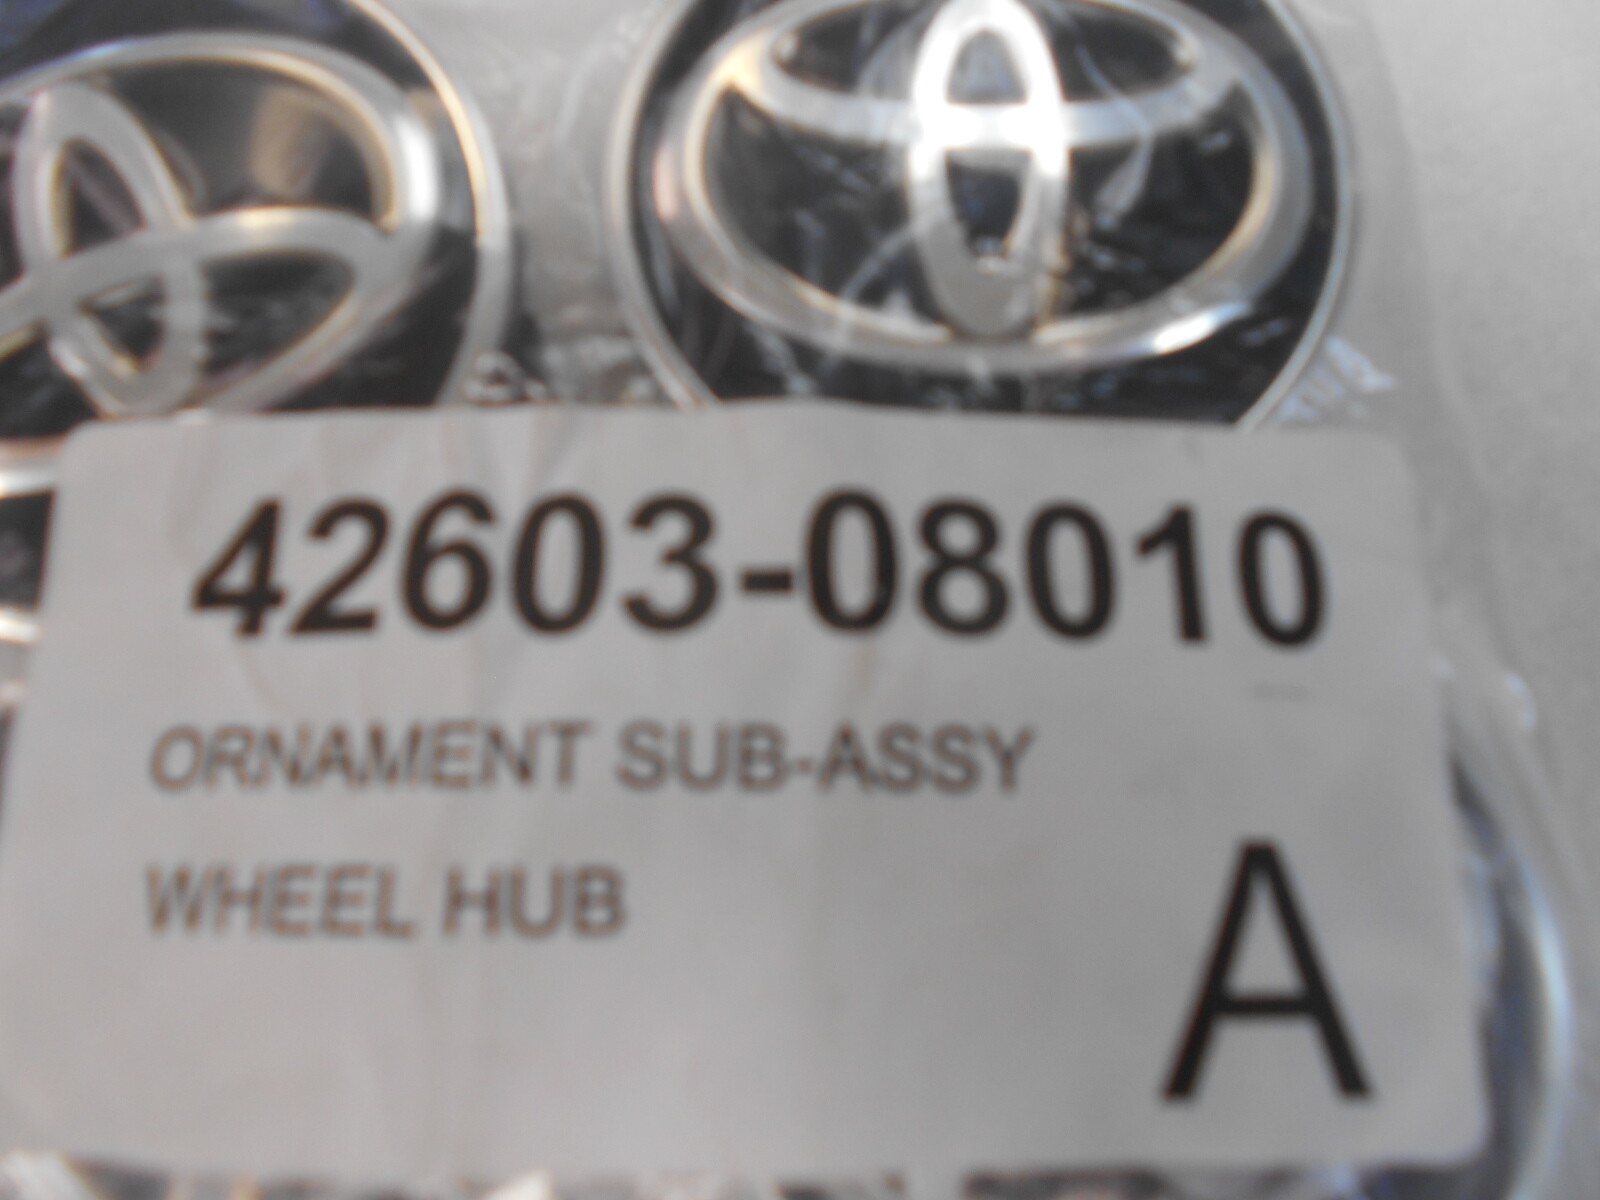 42603-08010
ORNAMENT SUB-ASSY
WHEEL HUB
A